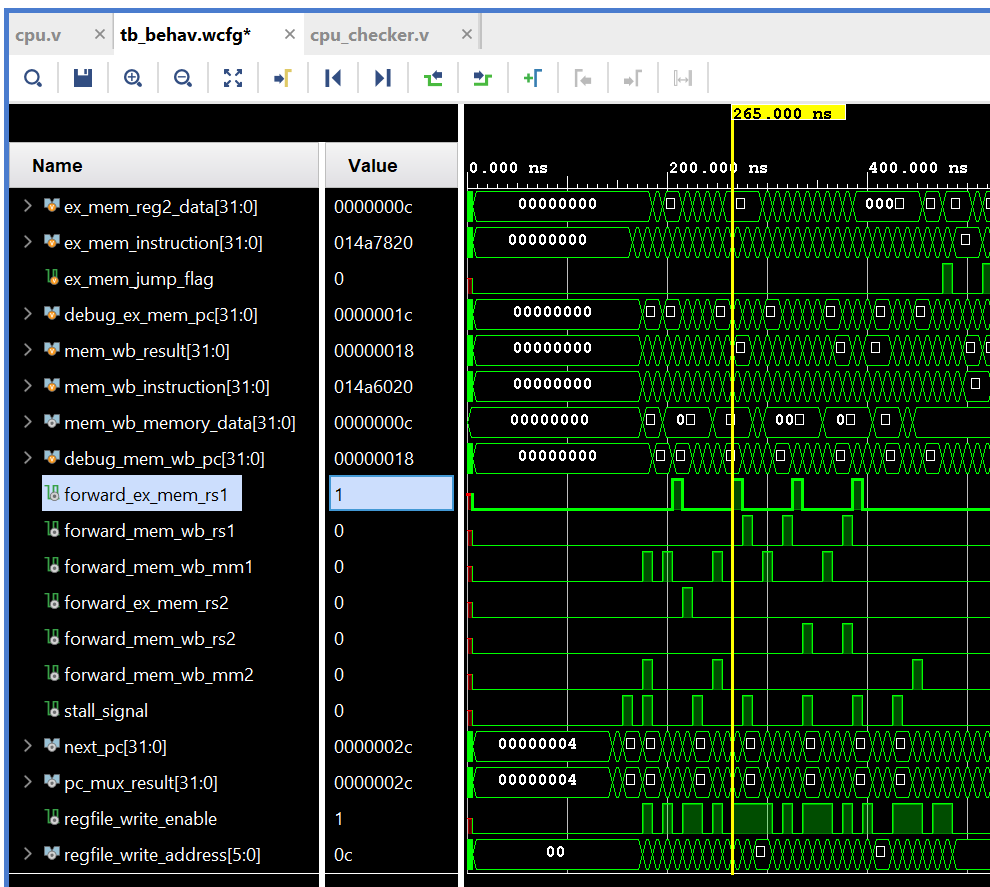 cpu.v × tb_behav.wcfg* × cpu_checker.v ×
265.000 ns
Name Value 0.000 ns 200.000 ns 400.000 ns
ex_mem_reg2_data[31:0] 0000000c 00000000 000
ex_mem_instruction[31:0] 014a7820 00000000
ex_mem_jump_flag 0
debug_ex_mem_pc[31:0] 0000001c 00000000
mem_wb_result[31:0] 00000018 00000000
mem_wb_instruction[31:0] 014a6020 00000000
mem_wb_memory_data[31:0] 0000000c 00000000 0 00 0
debug_mem_wb_pc[31:0] 00000018 00000000
forward_ex_mem_rs1 1
forward_mem_wb_rs1 0
forward_mem_wb_mm1 0
forward_ex_mem_rs2 0
forward_mem_wb_rs2 0
forward_mem_wb_mm2 0
stall_signal 0
next_pc[31:0] 0000002c 00000004
pc_mux_result[31:0] 0000002c 00000004
regfile_write_enable 1
regfile_write_address[5:0] 0c 00